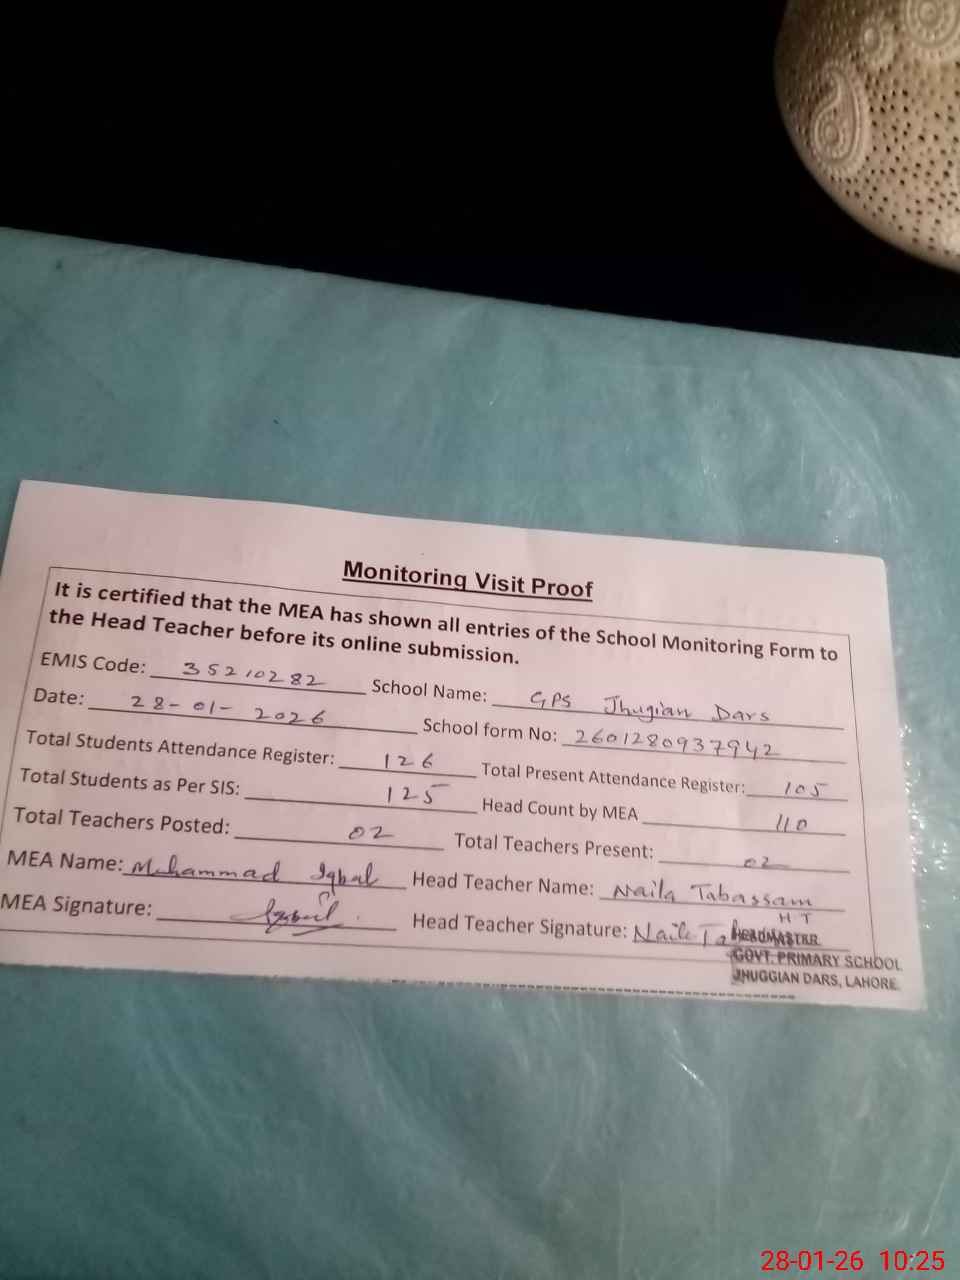 Monitoring Visit Proof
It is certified that the MEA has shown all entries of the School Monitoring Form to
the Head Teacher before its online submission.
EMIS Code: 35210282 School Name: GPS Jhugian Dars
Date: 28-01-2026 School form No: 2601280937942
Total Students Attendance Register: 126 Total Present Attendance Register: 105
Total Students as Per SIS: 125 Head Count by MEA 110
Total Teachers Posted: 02 Total Teachers Present: 02
MEA Name: Muhammad Iqbal Head Teacher Name: Naila Tabassam
H T
MEA Signature: Iqbal Head Teacher Signature: Naila
HEADMASTER
GOVT. PRIMARY SCHOOL
JHUGGIAN DARS, LAHORE.
28-01-26 10:25